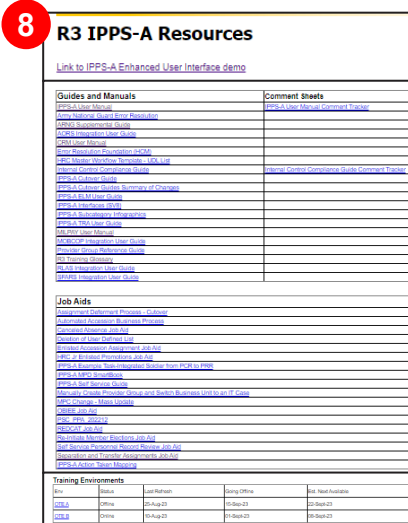 8
R3 IPPS-A Resources
Link to IPPS-A Enhanced User Interface demo
Guides and Manuals Comment Sheets
IPPS-A User Manual IPPS-A User Manual Comment Tracker
Army National Guard Error Resolution
ARNG Supplemental Guide
AORS Integration User Guide
CRM User Manual
Error Resolution Foundation (HCM)
HRC Master Workflow Template - UDL List
Internal Control Compliance Guide Internal Control Compliance Guide Comment Tracker
IPPS-A Cutover Guide
IPPS-A Cutover Guides Summary of Changes
IPPS-A ELM User Guide
IPPS-A Interfaces (SV6)
IPPS-A Subcategory Infographics
IPPS-A TRA User Guide
MILPAY User Manual
MOBCOP Integration User Guide
Provider Group Reference Guide
R3 Training Glossary
RLAS Integration User Guide
SFARS Integration User Guide
Job Aids
Assignment Deferment Process - Cutover
Automated Accession Business Process
Canceled Absence Job Aid
Deletion of User Defined List
Enlisted Accession Assignment Job Aid
HRC Jr Enlisted Promotions Job Aid
IPPS-A Example Task-integrated Soldier from PCR to PRR
IPPS-A MPD SmartBook
IPPS-A Self Service Guide
Manually Create Provider Group and Switch Business Unit to an IT Case
MPC Change - Mass Update
OBIEE Job Aid
PSC_PPA_202212
REDCAT Job Aid
Re-Initiate Member Elections Job Aid
Self Service Personnel Record Review Job Aid
Separation and Transfer Assignments Job Aid
IPPS-A Action Taken Mapping
Training Environments
Env. Status Last Refresh Going Offline Est. Next Available
OTE A Offline 25-Aug-23 15-Sep-23 22-Sept-23
OTE B Online 10-Aug-23 01-Sept-23 08-Sept-23